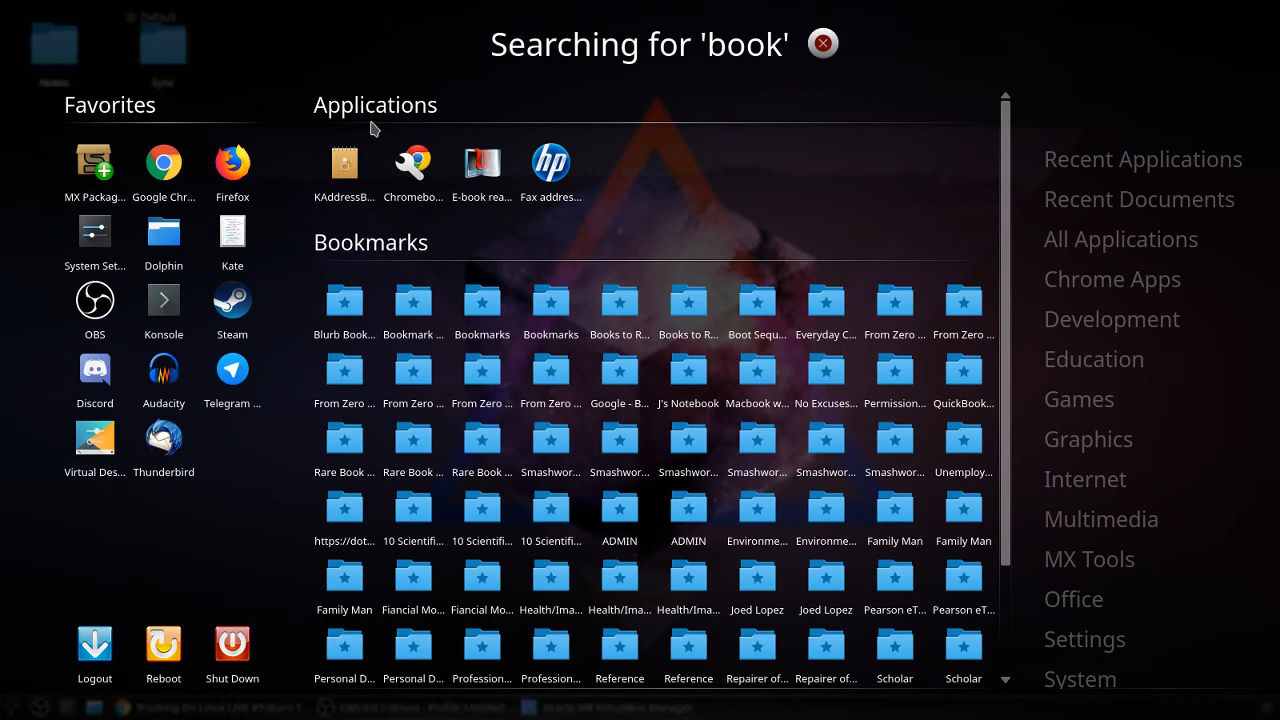 Default
Notes
Sync
Searching for 'book'
Favorites
MX Packag...
Google Chr...
Firefox
System Set...
Dolphin
Kate
OBS
Konsole
Steam
Discord
Audacity
Telegram ...
Virtual Des...
Thunderbird
Logout
Reboot
Shut Down
Applications
KAddressB...
Chromebo...
E-book rea...
hp
Fax addres...
Bookmarks
Blurb Book...
Bookmark ...
Bookmarks
Bookmarks
Books to R...
Books to R...
Boot Sequ...
Everyday C...
From Zero ...
From Zero ...
From Zero ...
From Zero ...
From Zero ...
From Zero ...
Google - B...
J's Notebook
Macbook w...
No Excuses...
Permission...
QuickBook...
Rare Book ...
Rare Book ...
Rare Book ...
Smashwor...
Smashwor...
Smashwor...
Smashwor...
Smashwor...
Smashwor...
Unemploy...
https://dot...
10 Scientifi...
10 Scientifi...
10 Scientifi...
ADMIN
ADMIN
Environme...
Environme...
Family Man
Family Man
Family Man
Fiancial Mo...
Fiancial Mo...
Health/Ima...
Health/Ima...
Health/Ima...
Joed Lopez
Joed Lopez
Pearson eT...
Pearson eT...
Personal D...
Personal D...
Profession...
Profession...
Reference
Reference
Repairer of...
Repairer of...
Scholar
Scholar
Recent Applications
Recent Documents
All Applications
Chrome Apps
Development
Education
Games
Graphics
Internet
Multimedia
MX Tools
Office
Settings
System